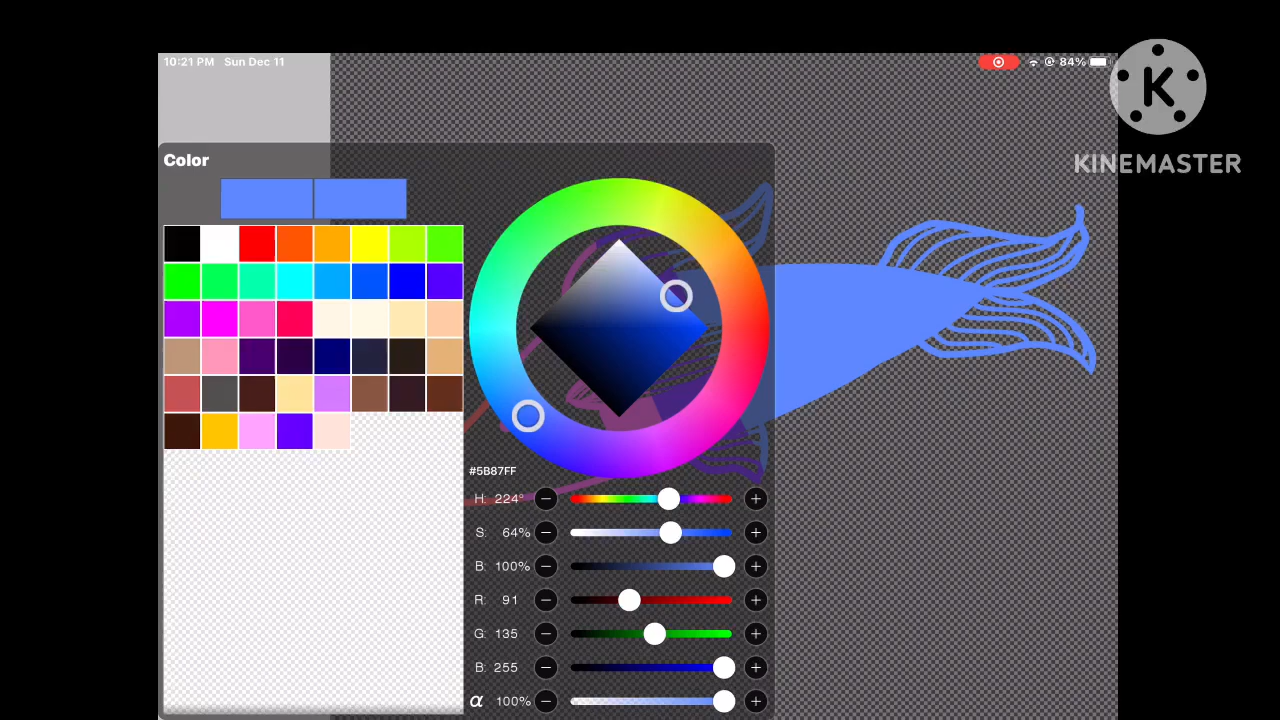 10:21 PM Sun Dec 11
84%
K
KINEMASTER
Color
#5B87FF
H: 224°
S: 64%
B: 100%
R: 91
G: 135
B: 255
α 100%